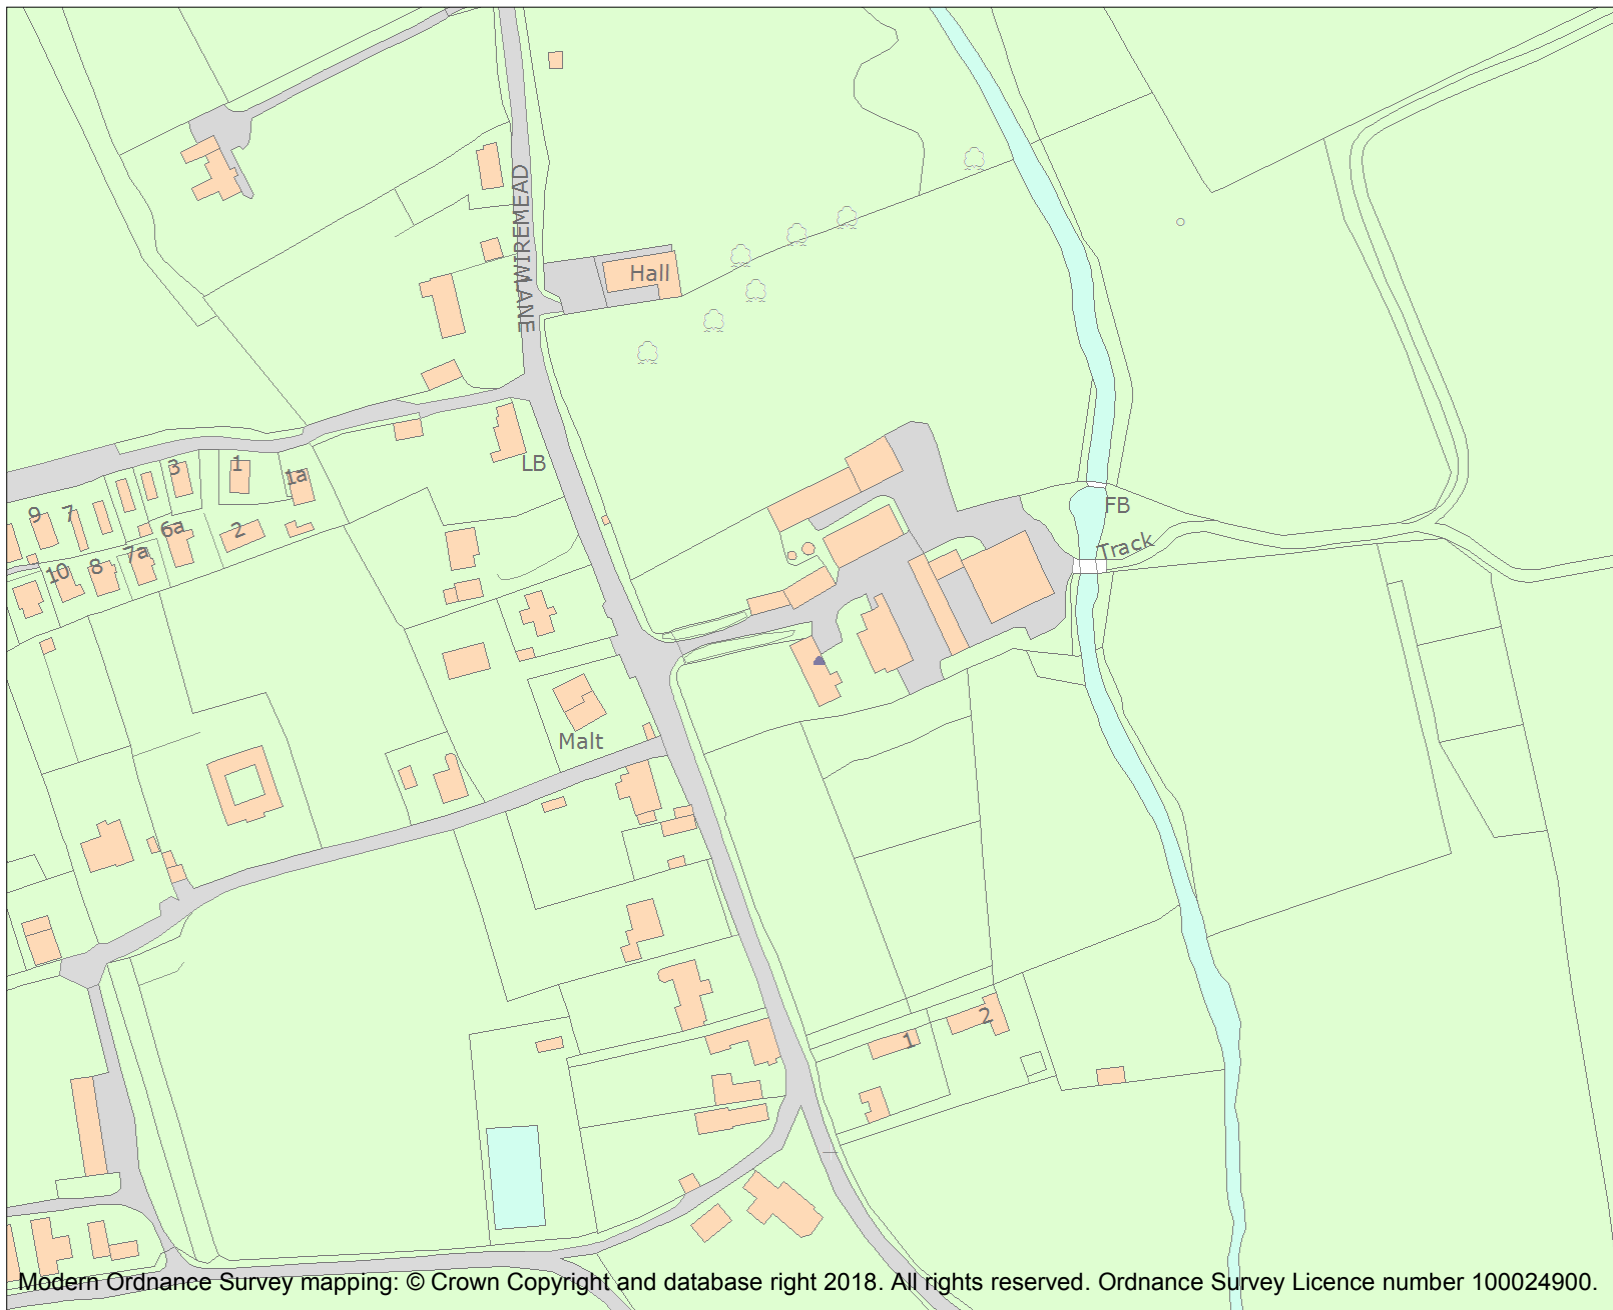 WIREMEAD LANE
Hall
LB
3
1
1a
9
7
6a
2
7a
8
10
FB
Track
Malt
2
1
Modern Ordnance Survey mapping: © Crown Copyright and database right 2018. All rights reserved. Ordnance Survey Licence number 100024900.